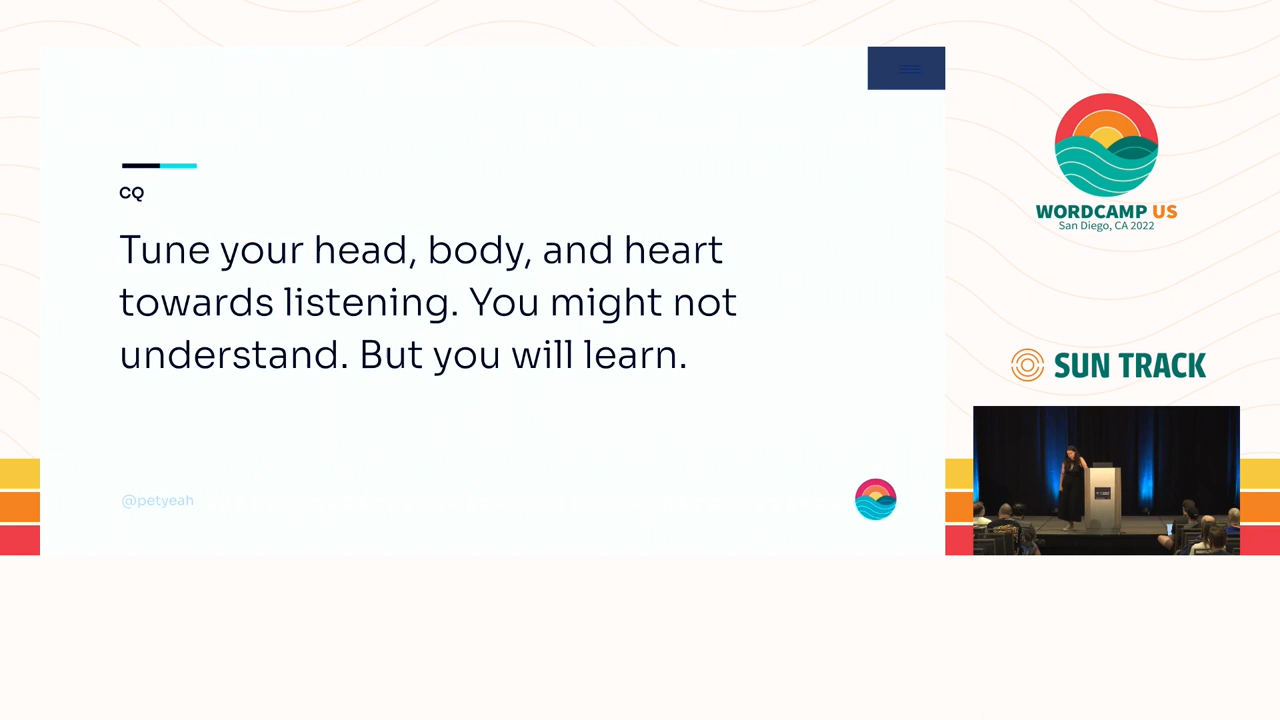 CQ
Tune your head, body, and heart
towards listening. You might not
understand. But you will learn.
@petyeah
WORDCAMP US
San Diego, CA 2022
SUN TRACK